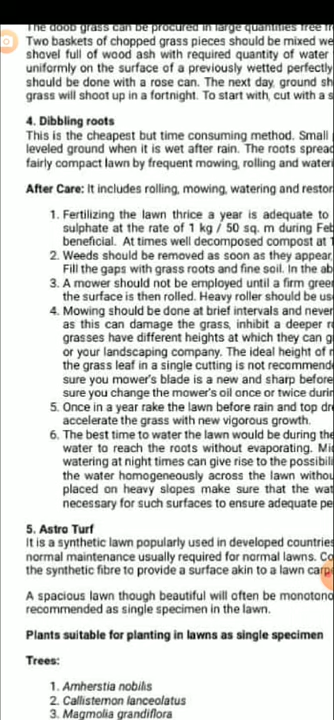 The doob grass can be procured in large quantities free
Two baskets of chopped grass pieces should be mixed we
shovel full of wood ash with required quantity of water
uniformly on the surface of a previously wetted perfectly
should be done with a rose can. The next day, ground sh
grass will shoot up in a fortnight. To start with, cut with a s
4. Dibbling roots
This is the cheapest but time consuming method. Small
leveled ground when it is wet after rain. The roots spread
fairly compact lawn by frequent mowing, rolling and wateri
After Care: It includes rolling, mowing, watering and restor
1. Fertilizing the lawn thrice a year is adequate to
sulphate at the rate of 1 kg / 50 sq. m during Feb
beneficial. At times well decomposed compost at 1
2. Weeds should be removed as soon as they appear
Fill the gaps with grass roots and fine soil. In the ab
3. A mower should not be employed until a firm gree
the surface is then rolled. Heavy roller should be us
4. Mowing should be done at brief intervals and never
as this can damage the grass, inhibit a deeper r
grasses have different heights at which they can g
or your landscaping company. The ideal height of
the grass leaf in a single cutting is not recommend
sure you mower's blade is a new and sharp before
sure you change the mower's oil once or twice durin
5. Once in a year rake the lawn before rain and top dr
accelerate the grass with new vigorous growth.
6. The best time to water the lawn would be during the
water to reach the roots without evaporating. Mi
watering at night times can give rise to the possibili
the water homogeneously across the lawn withou
placed on heavy slopes make sure that the wat
necessary for such surfaces to ensure adequate pe
5. Astro Turf
It is a synthetic lawn popularly used in developed countries
normal maintenance usually required for normal lawns. Co
the synthetic fibre to provide a surface akin to a lawn carp
A spacious lawn though beautiful will often be monotono
recommended as single specimen in the lawn.
Plants suitable for planting in lawns as single specimen
Trees:
1. Amherstia nobilis
2. Callistemon lanceolatus
3. Magmolia grandiflora